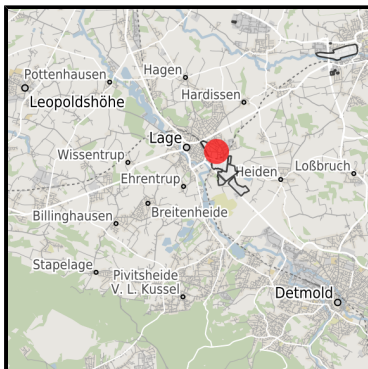 Hagen
Pottenhausen
Leopoldshöhe
Hardissen
Lage
Wissentrup
Heiden
Loßbruch
Ehrentrup
Breitenheide
Billinghausen
Stapelage
Pivitsheide
V. L. Kussel
Detmold